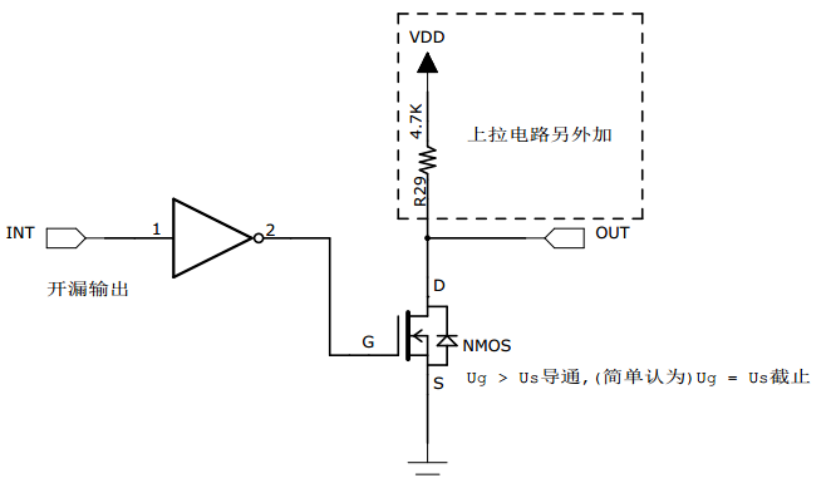 VDD
4.7K
上拉电路另外加
R29
INT
1
2
OUT
开漏输出
D
G
NMOS
S
Ug > Us导通,(简单认为)Ug = Us截止